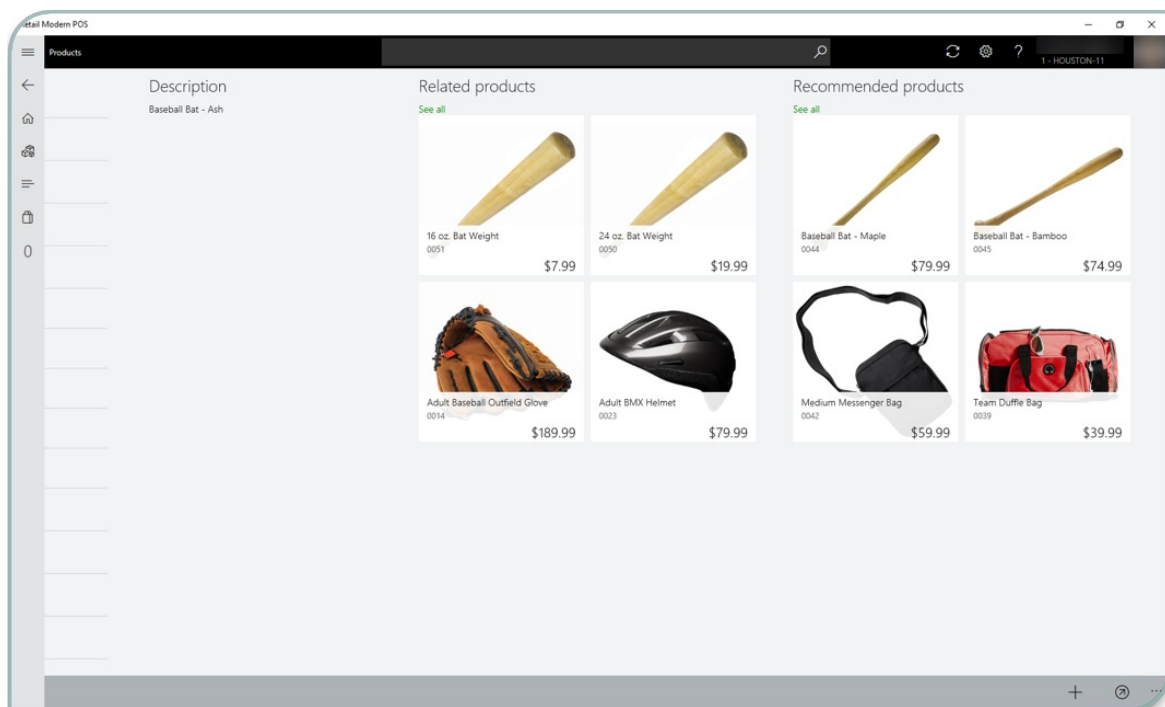 etail Modern POS
Products
1 - HOUSTON-11
0
Description
Baseball Bat - Ash
Related products
See all
16 oz. Bat Weight
0051
$7.99
24 oz. Bat Weight
0050
$19.99
Adult Baseball Outfield Glove
0014
$189.99
Adult BMX Helmet
0023
$79.99
Recommended products
See all
Baseball Bat - Maple
0044
$79.99
Baseball Bat - Bamboo
0045
$74.99
Medium Messenger Bag
0042
$59.99
Team Duffle Bag
0039
$39.99